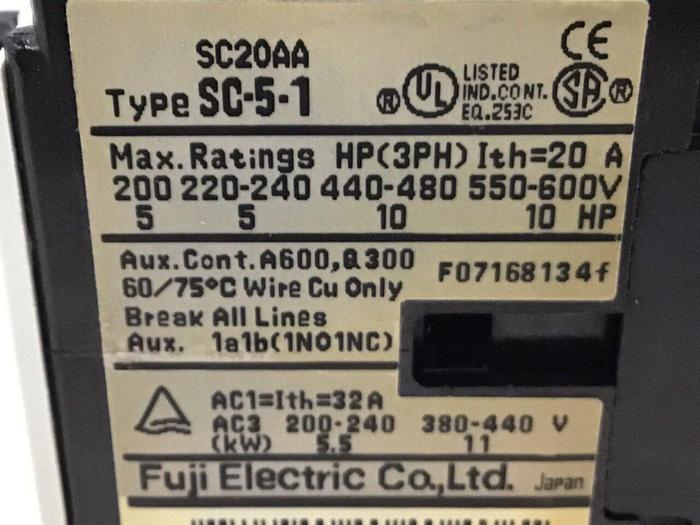 SC20AA
CE
Type SC-5-1
® UL LISTED IND.CONT. EQ.253C SA ®
Max.Ratings HP(3PH) Ith=20 A
200 220-240 440-480 550-600V
5 5 10 10 HP
Aux.Cont.A600,Q300
F07168134f
60/75°C Wire Cu Only
Break All Lines
Aux. 1a1b(1NO1NC)
AC1=Ith=32A
AC3 200-240 380-440 V
(kW) 5.5 11
Fuji Electric Co.,Ltd. Japan